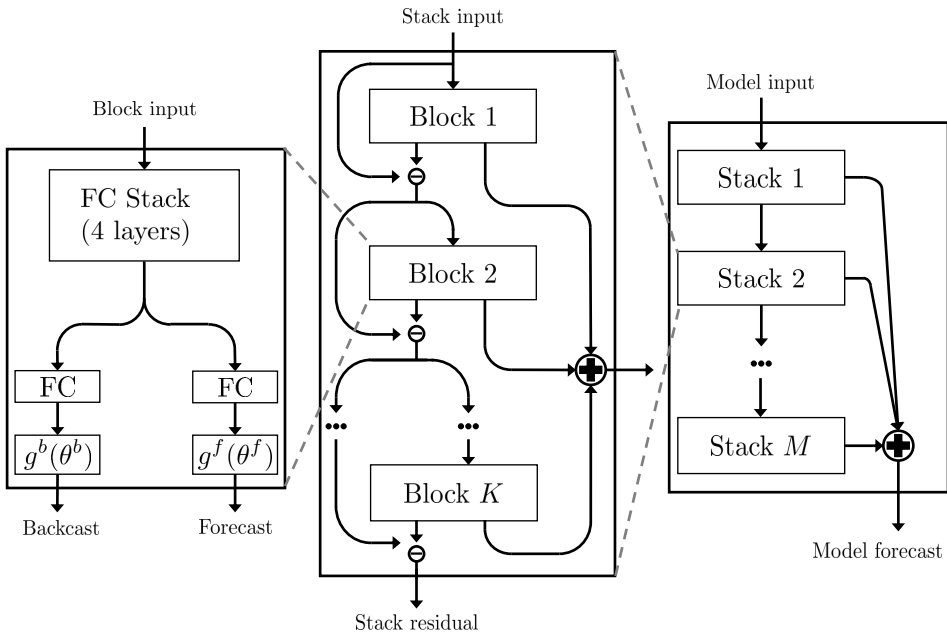 Block input
FC Stack
(4 layers)
FC
FC
g^b(θ^b)
g^f(θ^f)
Backcast
Forecast
Stack input
Block 1
Block 2
•••
•••
Block K
Stack residual
Model input
Stack 1
Stack 2
•••
Stack M
Model forecast